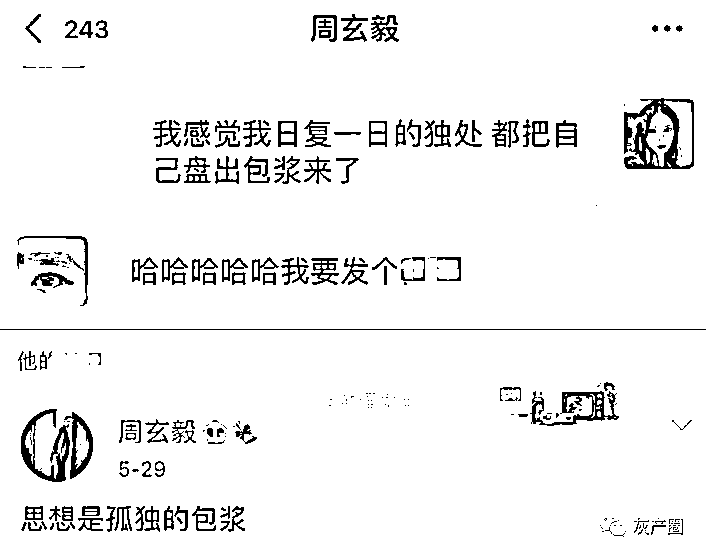 243
周玄毅
我感觉我日复一日的独处 都把自
己盘出包浆来了
哈哈哈哈哈我要发个
他的
周玄毅
5-29
思想是孤独的包浆
灰产圈